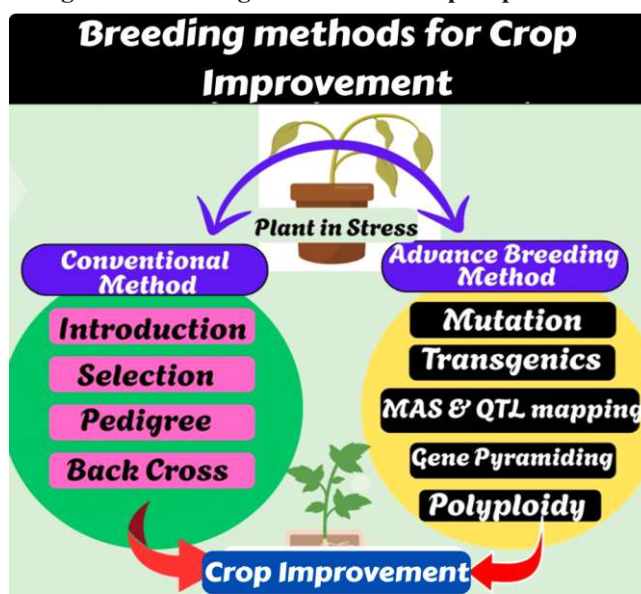 Breeding methods for Crop
Improvement
Plant in Stress
Conventional
Method
Introduction
Selection
Pedigree
Back Cross
Advance Breeding
Method
Mutation
Transgenics
MAS & QTL mapping
Gene Pyramiding
Polyploidy
Crop Improvement